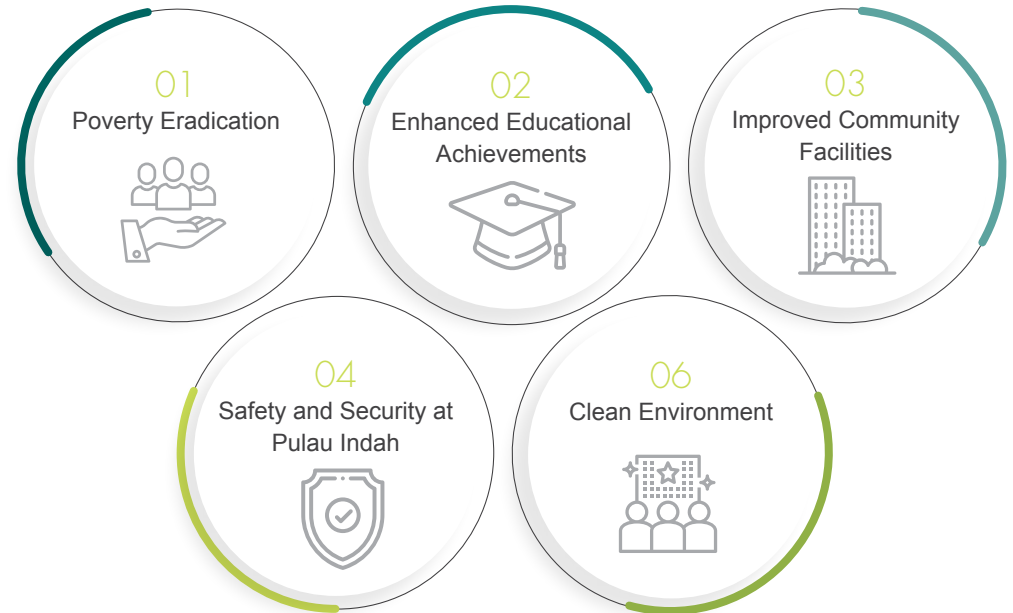 01
Poverty Eradication
02
Enhanced Educational
Achievements
03
Improved Community
Facilities
04
Safety and Security at
Pulau Indah
06
Clean Environment